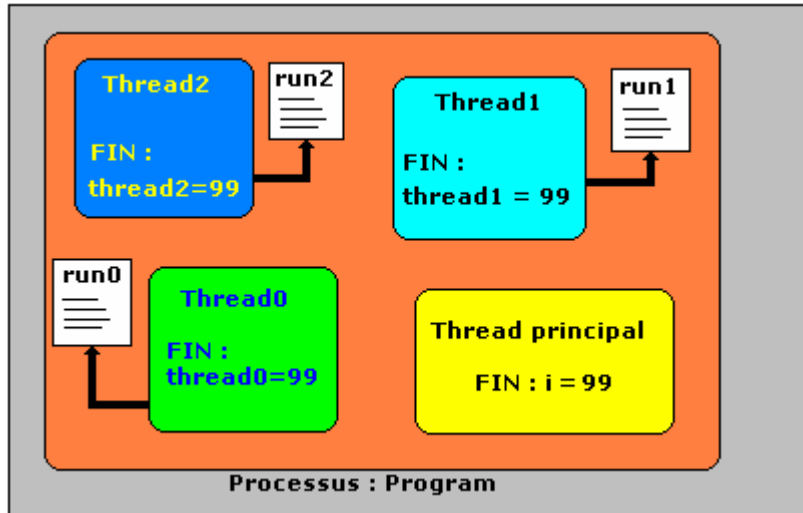 Thread2
FIN :
thread2=99
run2
Thread1
FIN :
thread1 = 99
run1
run0
Thread0
FIN :
thread0=99
Thread principal
FIN : i = 99
Processus : Program